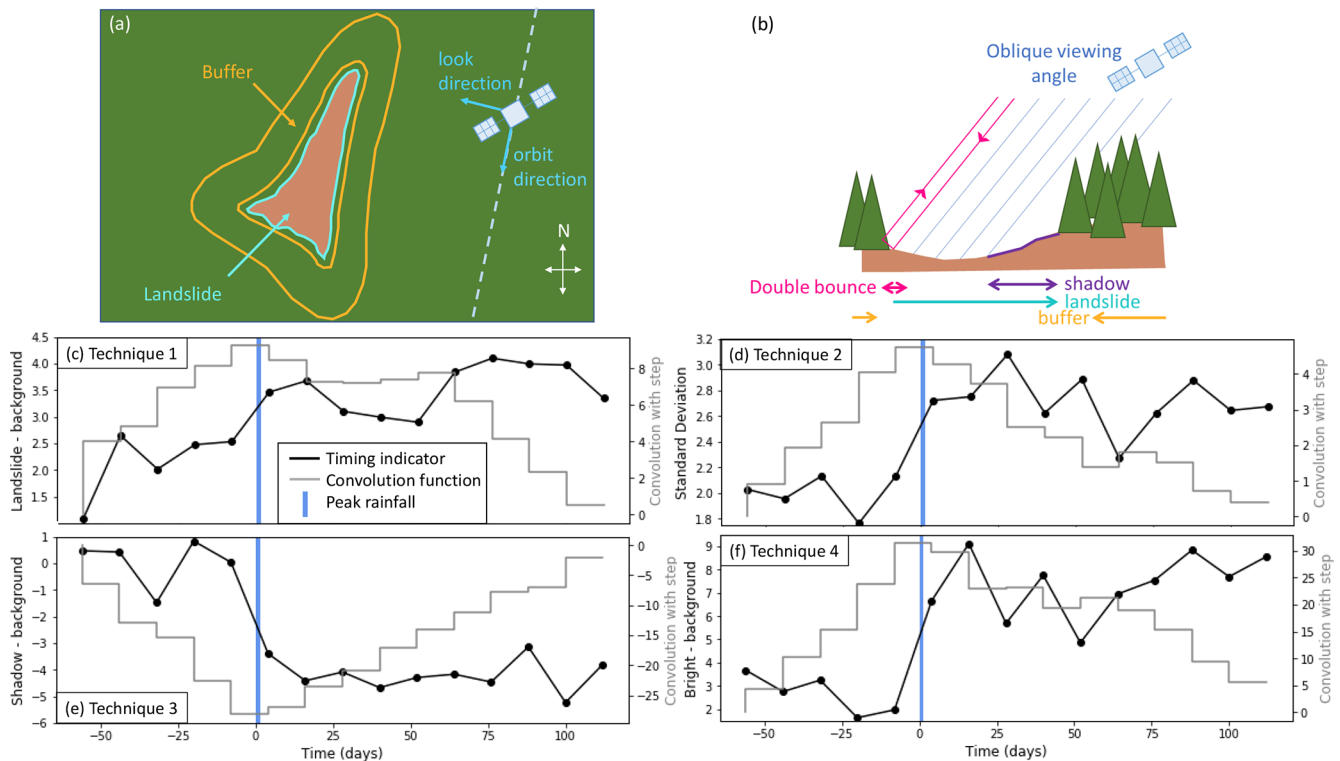 (a)
Buffer
look
direction
orbit
direction
N
Landslide
(b)
Oblique viewing
angle
Double bounce
shadow
landslide
buffer
(c) Technique 1
Landslide - background
4.5
4.0
3.5
3.0
2.5
2.0
1.5
8
6
4
2
0
Convolution with step
Timing indicator
Convolution function
Peak rainfall
(d) Technique 2
Standard Deviation
3.2
3.0
2.8
2.6
2.4
2.2
2.0
1.8
4
3
2
1
0
Convolution with step
(e) Technique 3
Shadow - background
1
0
−1
−2
−3
−4
−5
−6
0
−5
−10
−15
−20
−25
Convolution with step
−50
−25
0
25
50
75
100
Time (days)
(f) Technique 4
Bright - background
9
8
7
6
5
4
3
2
30
25
20
15
10
5
0
Convolution with step
−50
−25
0
25
50
75
100
Time (days)